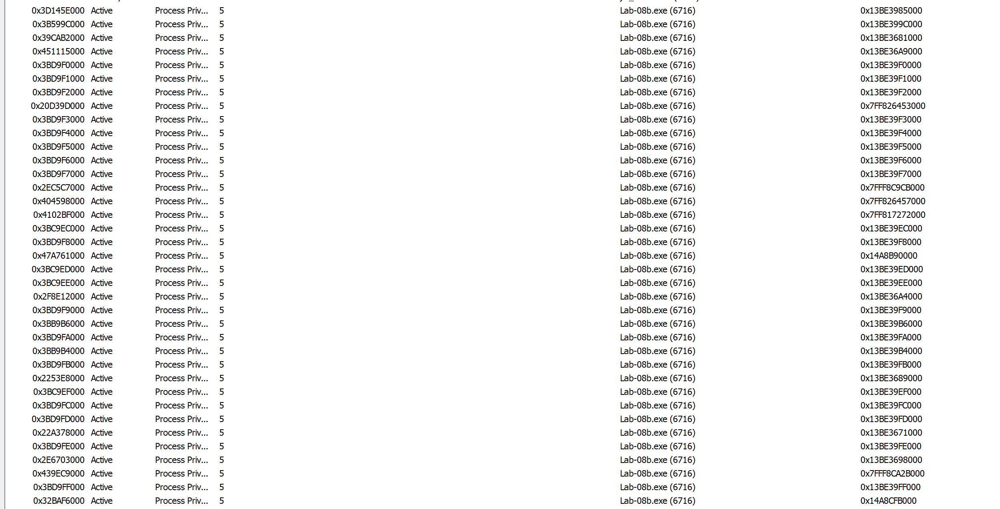 0x3D145E000 Active Process Priv... 5 Lab-08b.exe (6716) 0x13BE3985000
0x3B599C000 Active Process Priv... 5 Lab-08b.exe (6716) 0x13BE399C000
0x39CAB2000 Active Process Priv... 5 Lab-08b.exe (6716) 0x13BE3681000
0x451115000 Active Process Priv... 5 Lab-08b.exe (6716) 0x13BE36A9000
0x3BD9F0000 Active Process Priv... 5 Lab-08b.exe (6716) 0x13BE39F0000
0x3BD9F1000 Active Process Priv... 5 Lab-08b.exe (6716) 0x13BE39F1000
0x3BD9F2000 Active Process Priv... 5 Lab-08b.exe (6716) 0x13BE39F2000
0x20D39D000 Active Process Priv... 5 Lab-08b.exe (6716) 0x7FF826453000
0x3BD9F3000 Active Process Priv... 5 Lab-08b.exe (6716) 0x13BE39F3000
0x3BD9F4000 Active Process Priv... 5 Lab-08b.exe (6716) 0x13BE39F4000
0x3BD9F5000 Active Process Priv... 5 Lab-08b.exe (6716) 0x13BE39F5000
0x3BD9F6000 Active Process Priv... 5 Lab-08b.exe (6716) 0x13BE39F6000
0x3BD9F7000 Active Process Priv... 5 Lab-08b.exe (6716) 0x13BE39F7000
0x2EC5C7000 Active Process Priv... 5 Lab-08b.exe (6716) 0x7FFF8C9CB000
0x404598000 Active Process Priv... 5 Lab-08b.exe (6716) 0x7FF826457000
0x4102BF000 Active Process Priv... 5 Lab-08b.exe (6716) 0x7FF817272000
0x3BC9EC000 Active Process Priv... 5 Lab-08b.exe (6716) 0x13BE39EC000
0x3BD9F8000 Active Process Priv... 5 Lab-08b.exe (6716) 0x13BE39F8000
0x47A761000 Active Process Priv... 5 Lab-08b.exe (6716) 0x14A8B90000
0x3BC9ED000 Active Process Priv... 5 Lab-08b.exe (6716) 0x13BE39ED000
0x3BC9EE000 Active Process Priv... 5 Lab-08b.exe (6716) 0x13BE39EE000
0x2F8E12000 Active Process Priv... 5 Lab-08b.exe (6716) 0x13BE36A4000
0x3BD9F9000 Active Process Priv... 5 Lab-08b.exe (6716) 0x13BE39F9000
0x3BB9B6000 Active Process Priv... 5 Lab-08b.exe (6716) 0x13BE39B6000
0x3BD9FA000 Active Process Priv... 5 Lab-08b.exe (6716) 0x13BE39FA000
0x3BB9B4000 Active Process Priv... 5 Lab-08b.exe (6716) 0x13BE39B4000
0x3BD9FB000 Active Process Priv... 5 Lab-08b.exe (6716) 0x13BE39FB000
0x2253E8000 Active Process Priv... 5 Lab-08b.exe (6716) 0x13BE3689000
0x3BC9EF000 Active Process Priv... 5 Lab-08b.exe (6716) 0x13BE39EF000
0x3BD9FC000 Active Process Priv... 5 Lab-08b.exe (6716) 0x13BE39FC000
0x3BD9FD000 Active Process Priv... 5 Lab-08b.exe (6716) 0x13BE39FD000
0x22A378000 Active Process Priv... 5 Lab-08b.exe (6716) 0x13BE3671000
0x3BD9FE000 Active Process Priv... 5 Lab-08b.exe (6716) 0x13BE39FE000
0x2E6703000 Active Process Priv... 5 Lab-08b.exe (6716) 0x13BE3698000
0x439EC9000 Active Process Priv... 5 Lab-08b.exe (6716) 0x7FFF8CA2B000
0x3BD9FF000 Active Process Priv... 5 Lab-08b.exe (6716) 0x13BE39FF000
0x32BAF6000 Active Process Priv... 5 Lab-08b.exe (6716) 0x14A8CFB000